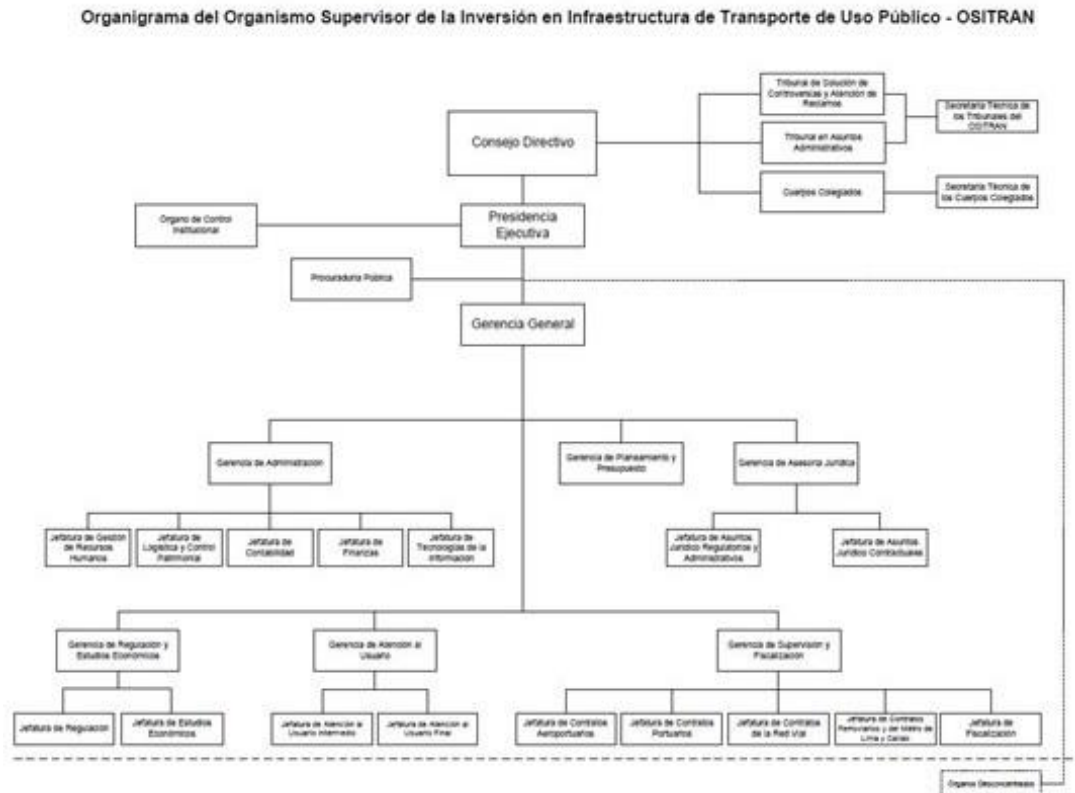 Organigrama del Organismo Supervisor de la Inversión en Infraestructura de Transporte de Uso Público - OSITRAN
Tribunal de Solución de
Controversias y Atención de
Reclamos
Secretaría Técnica de
los Tribunales del
OSITRAN
Consejo Directivo
Tribunal en Asuntos
Administrativos
Cuerpos Colegiados
Secretaría Técnica de
los Cuerpos Colegiados
Órgano de Control
Institucional
Presidencia
Ejecutiva
Procuraduría Pública
Gerencia General
Gerencia de Administración
Gerencia de Planeamiento y
Presupuesto
Gerencia de Asesoría Jurídica
Jefatura de Gestión
de Recursos
Humanos
Jefatura de
Logística y Control
Patrimonial
Jefatura de
Contabilidad
Jefatura de
Finanzas
Jefatura de
Tecnologías de la
Información
Jefatura de Asuntos
Jurídico Regulatorios y
Administrativos
Jefatura de Asuntos
Jurídico Contractuales
Gerencia de Regulación y
Estudios Económicos
Gerencia de Atención al
Usuario
Gerencia de Supervisión y
Fiscalización
Jefatura de Regulación
Jefatura de Estudios
Económicos
Jefatura de Atención al
Usuario Intermedio
Jefatura de Atención al
Usuario Final
Jefatura de Contratos
Aeroportuarios
Jefatura de Contratos
Portuarios
Jefatura de Contratos
de la Red Vial
Jefatura de Contratos
Ferroviarios y del Metro de
Lima y Callao
Jefatura de
Fiscalización
Órganos Desconcentrados